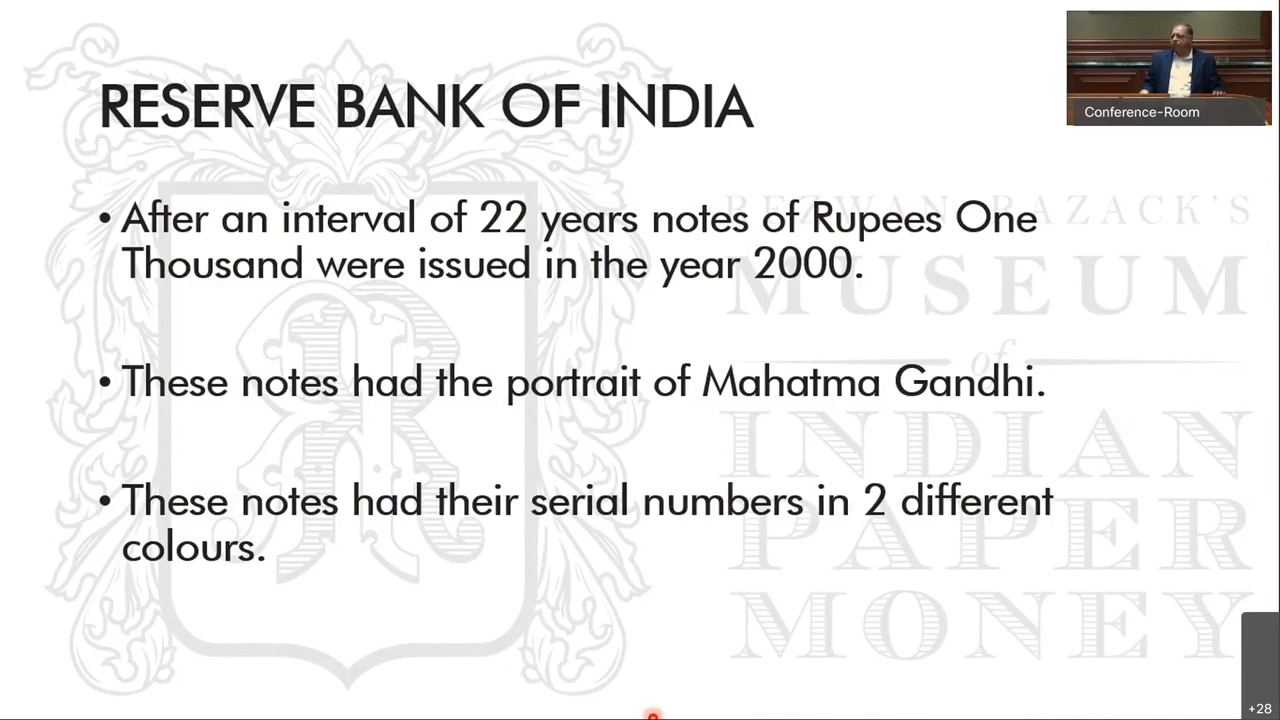 RESERVE BANK OF INDIA
Conference-Room
• After an interval of 22 years notes of Rupees One
Thousand were issued in the year 2000.
• These notes had the portrait of Mahatma Gandhi.
• These notes had their serial numbers in 2 different
colours.
REZWAN RAZACK'S
MUSEUM
of
INDIAN
PAPER
MONEY
+28